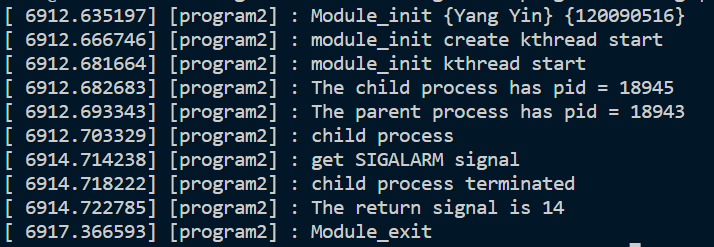 [ 6912.635197] [program2] : Module_init {Yang Yin} {120090516}
[ 6912.666746] [program2] : module_init create kthread start
[ 6912.681664] [program2] : module_init kthread start
[ 6912.682683] [program2] : The child process has pid = 18945
[ 6912.693343] [program2] : The parent process has pid = 18943
[ 6912.703329] [program2] : child process
[ 6914.714238] [program2] : get SIGALARM signal
[ 6914.718222] [program2] : child process terminated
[ 6914.722785] [program2] : The return signal is 14
[ 6917.366593] [program2] : Module_exit